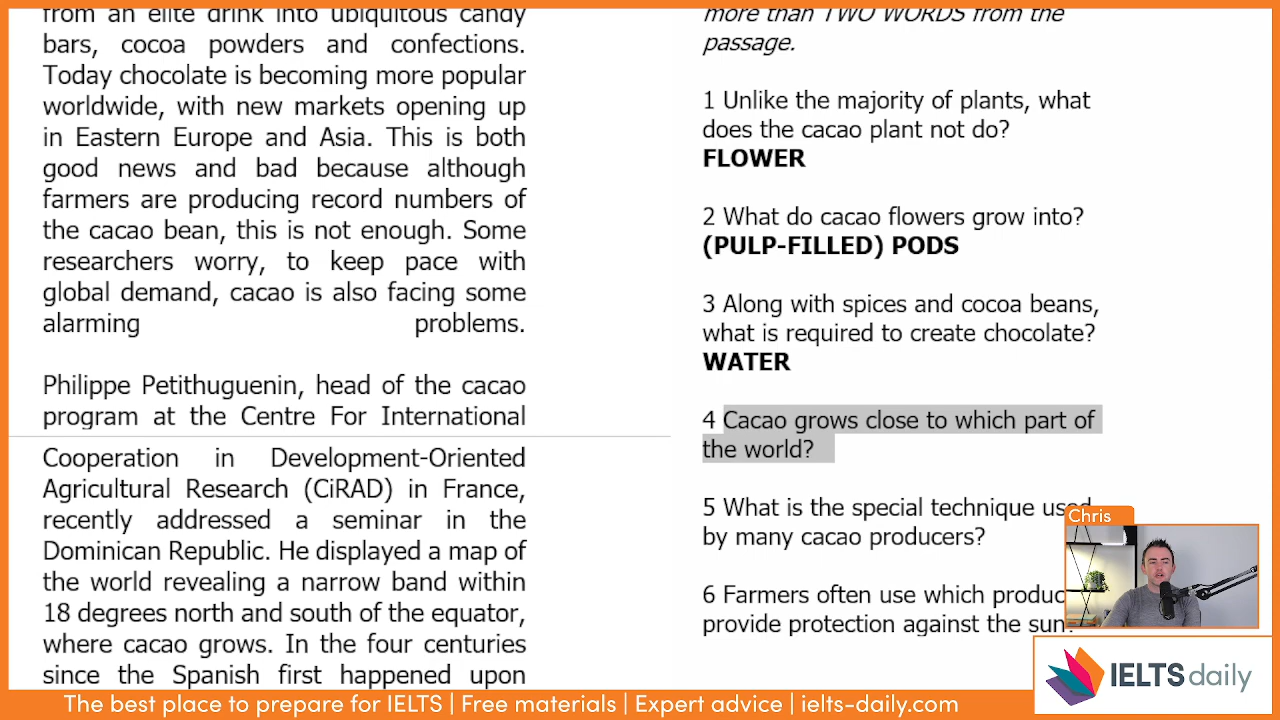 from an elite drink into ubiquitous candy
bars, cocoa powders and confections.
Today chocolate is becoming more popular
worldwide, with new markets opening up
in Eastern Europe and Asia. This is both
good news and bad because although
farmers are producing record numbers of
the cacao bean, this is not enough. Some
researchers worry, to keep pace with
global demand, cacao is also facing some
alarming problems.
Philippe Petithuguenin, head of the cacao
program at the Centre For International
Cooperation in Development-Oriented
Agricultural Research (CiRAD) in France,
recently addressed a seminar in the
Dominican Republic. He displayed a map of
the world revealing a narrow band within
18 degrees north and south of the equator,
where cacao grows. In the four centuries
since the Spanish first happened upon
more than TWO WORDS from the
passage.
1 Unlike the majority of plants, what
does the cacao plant not do?
FLOWER
2 What do cacao flowers grow into?
(PULP-FILLED) PODS
3 Along with spices and cocoa beans,
what is required to create chocolate?
WATER
4 Cacao grows close to which part of
the world?
5 What is the special technique used
by many cacao producers?
6 Farmers often use which produc
provide protection against the sun?
Chris
IELTS daily
The best place to prepare for IELTS | Free materials | Expert advice | ielts-daily.com